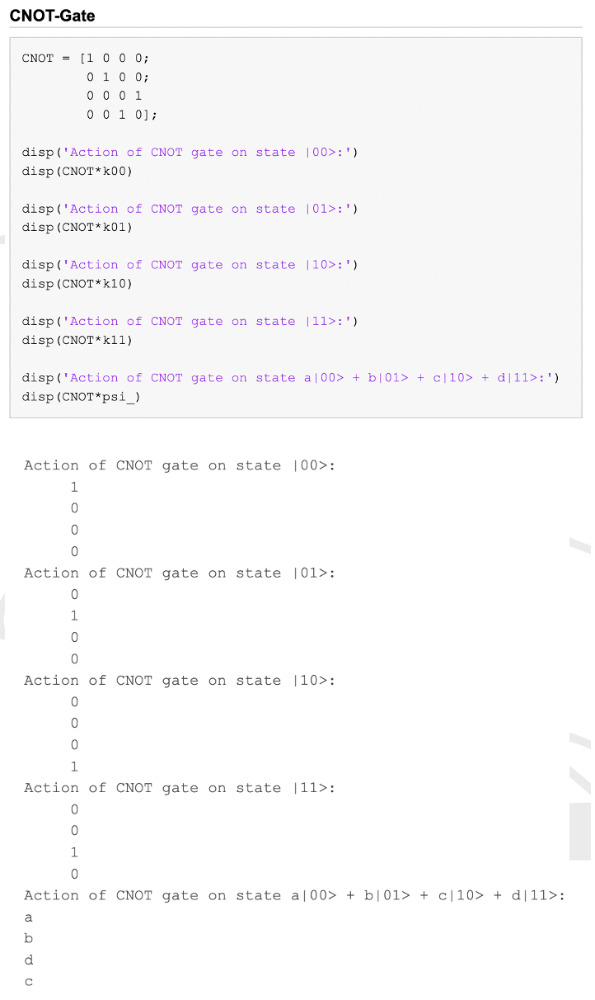 CNOT-Gate
CNOT = [1 0 0 0;
0 1 0 0;
0 0 0 1
0 0 1 0];
disp('Action of CNOT gate on state |00>:')
disp(CNOT*k00)
disp('Action of CNOT gate on state |01>:')
disp(CNOT*k01)
disp('Action of CNOT gate on state |10>:')
disp(CNOT*k10)
disp('Action of CNOT gate on state |11>:')
disp(CNOT*k11)
disp('Action of CNOT gate on state a|00> + b|01> + c|10> + d|11>:')
disp(CNOT*psi_)
Action of CNOT gate on state |00>:
1
0
0
0
Action of CNOT gate on state |01>:
0
1
0
0
Action of CNOT gate on state |10>:
0
0
0
1
Action of CNOT gate on state |11>:
0
0
1
0
Action of CNOT gate on state a|00> + b|01> + c|10> + d|11>:
a
b
d
c